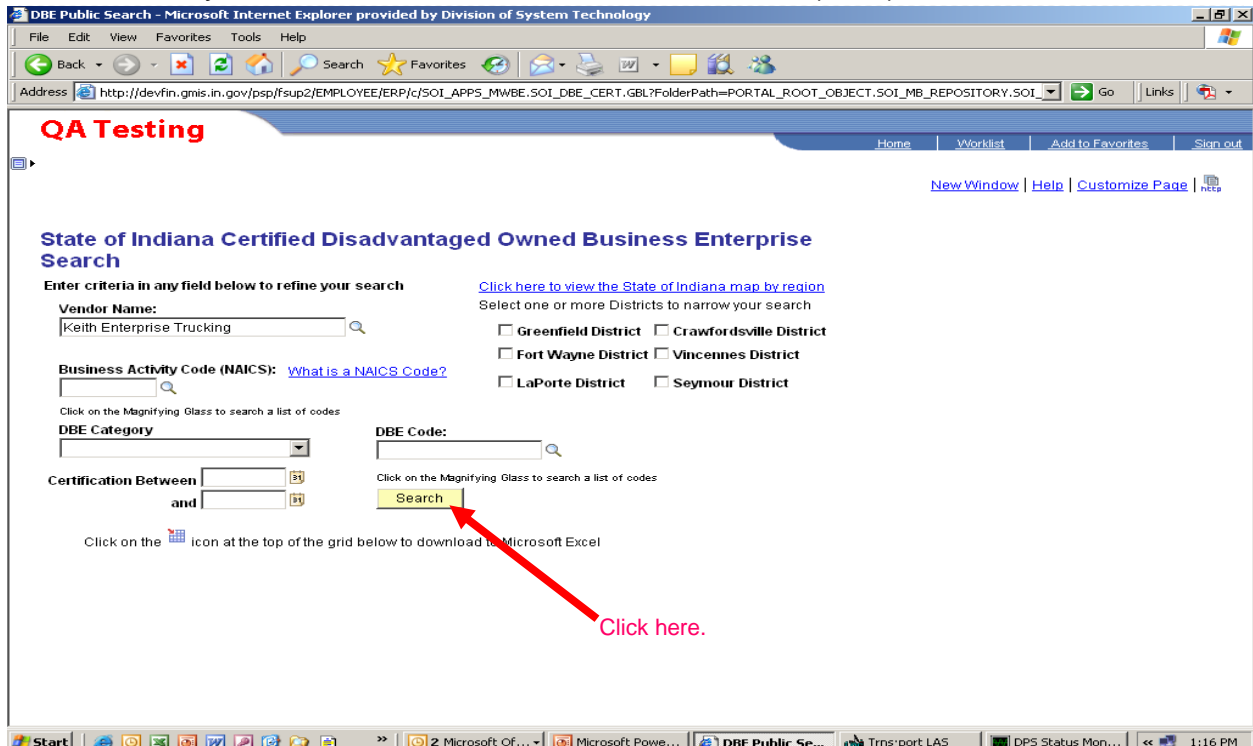 DBE Public Search - Microsoft Internet Explorer provided by Division of System Technology
File Edit View Favorites Tools Help
Back Search Favorites
Address http://devfin.gmis.in.gov/psp/fsup2/EMPLOYEE/ERP/c/SOI_APPS_MWBE.SOI_DBE_CERT.GBL?FolderPath=PORTAL_ROOT_OBJECT.SOI_MB_REPOSITORY.SOI_ Go Links
QA Testing
Home Worklist Add to Favorites Sign out
New Window | Help | Customize Page | http
State of Indiana Certified Disadvantaged Owned Business Enterprise
Search
Enter criteria in any field below to refine your search
Click here to view the State of Indiana map by region
Vendor Name:
Select one or more Districts to narrow your search
Keith Enterprise Trucking
Greenfield District Crawfordsville District
Fort Wayne District Vincennes District
Business Activity Code (NAICS): What is a NAICS Code?
LaPorte District Seymour District
Click on the Magnifying Glass to search a list of codes
DBE Category DBE Code:
Certification Between 31 Click on the Magnifying Glass to search a list of codes
and 31 Search
Click on the icon at the top of the grid below to download to Microsoft Excel
Click here.
Start » 2 Microsoft Of... Microsoft Powe... DBE Public Se... Trns·port LAS DPS Status Mon... « 1:16 PM